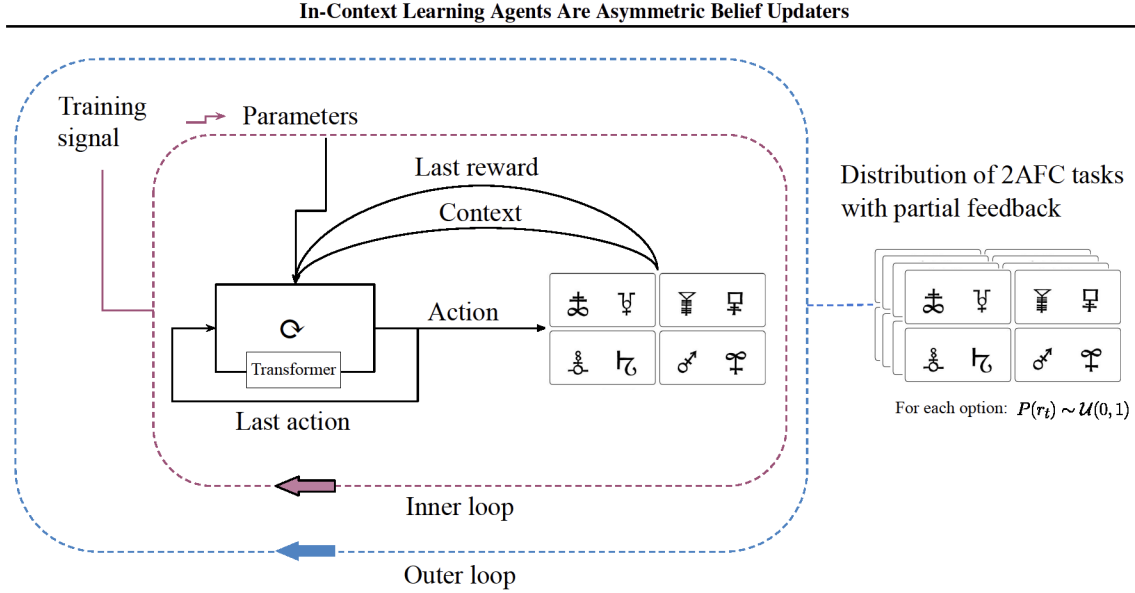 In-Context Learning Agents Are Asymmetric Belief Updaters
Training
signal
Parameters
Last reward
Context
Action
Transformer
Last action
Inner loop
Outer loop
Distribution of 2AFC tasks
with partial feedback
For each option: P(r_t) ~ 𝒰(0, 1)